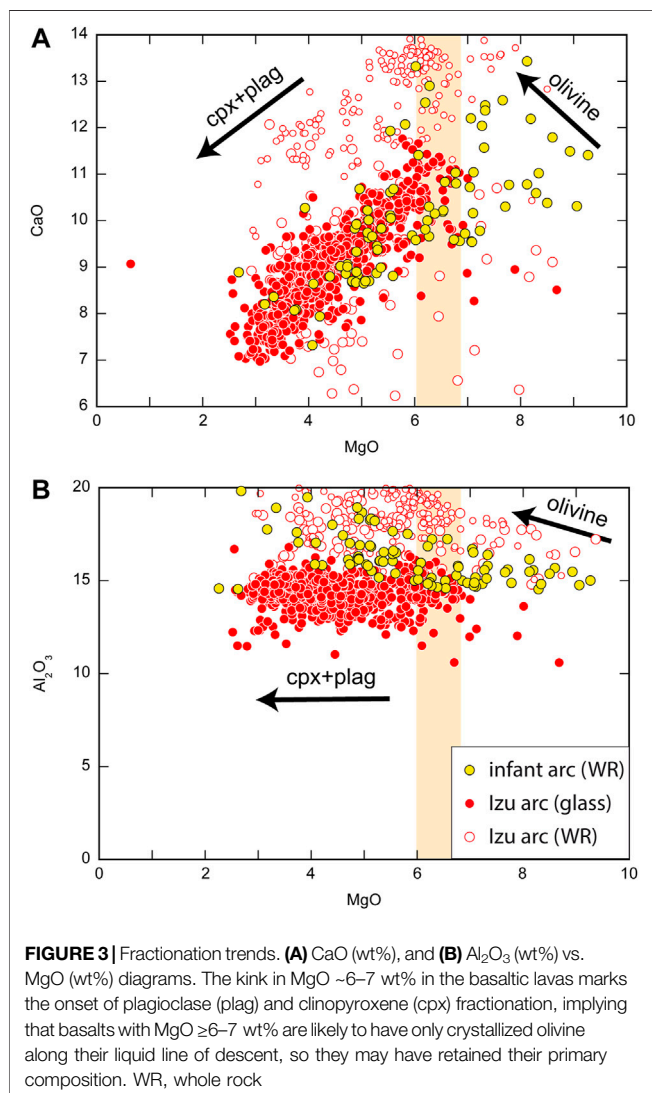 A
14
13
12
11
10
9
8
7
6
CaO
cpx+plag
olivine
0
2
4
6
8
10
MgO
B
20
15
10
5
0
Al₂O₃
olivine
cpx+plag
infant arc (WR)
Izu arc (glass)
Izu arc (WR)
0
2
4
6
8
10
MgO
FIGURE 3 | Fractionation trends. (A) CaO (wt%), and (B) Al₂O₃ (wt%) vs.
MgO (wt%) diagrams. The kink in MgO ~6–7 wt% in the basaltic lavas marks
the onset of plagioclase (plag) and clinopyroxene (cpx) fractionation, implying
that basalts with MgO ≥6–7 wt% are likely to have only crystallized olivine
along their liquid line of descent, so they may have retained their primary
composition. WR, whole rock